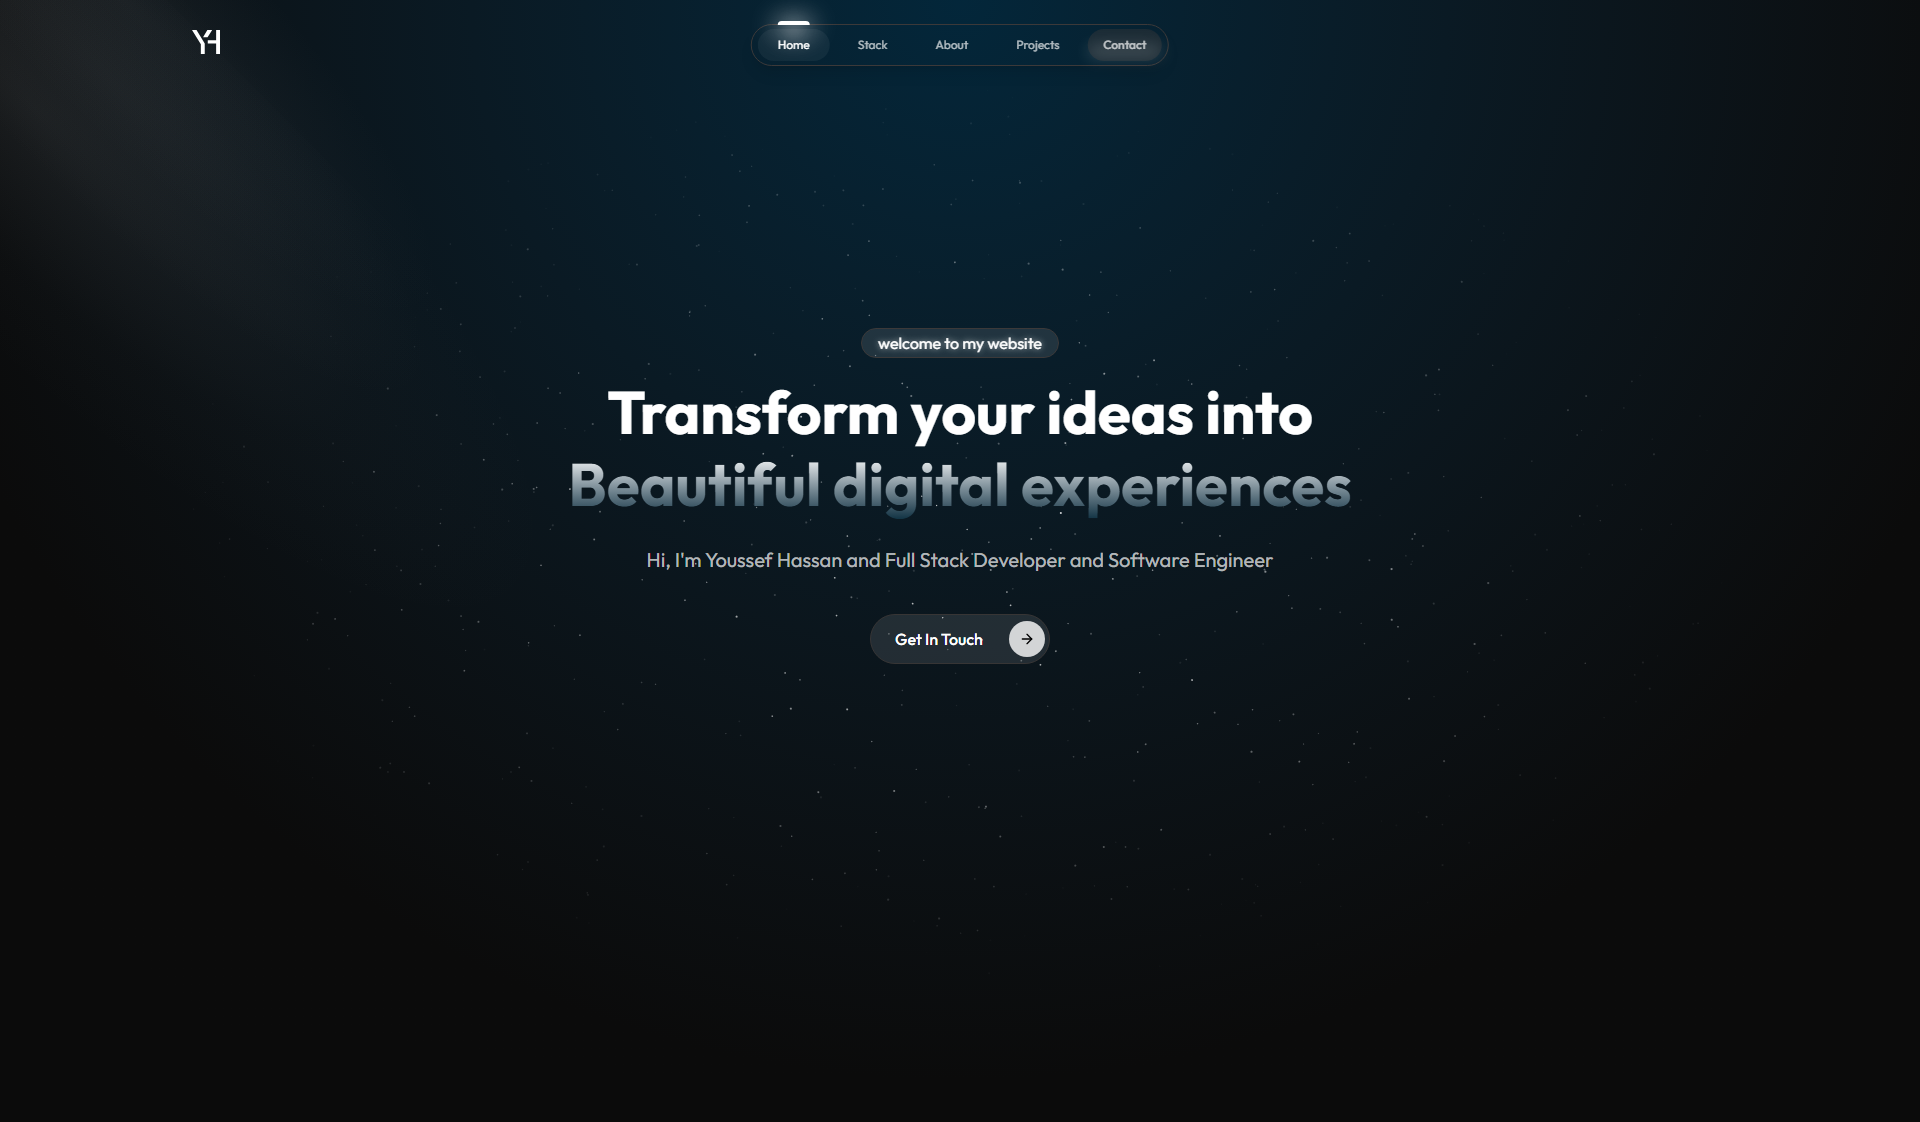 YH
Home Stack About Projects Contact
welcome to my website
Transform your ideas into
Beautiful digital experiences
Hi, I'm Youssef Hassan and Full Stack Developer and Software Engineer
Get In Touch